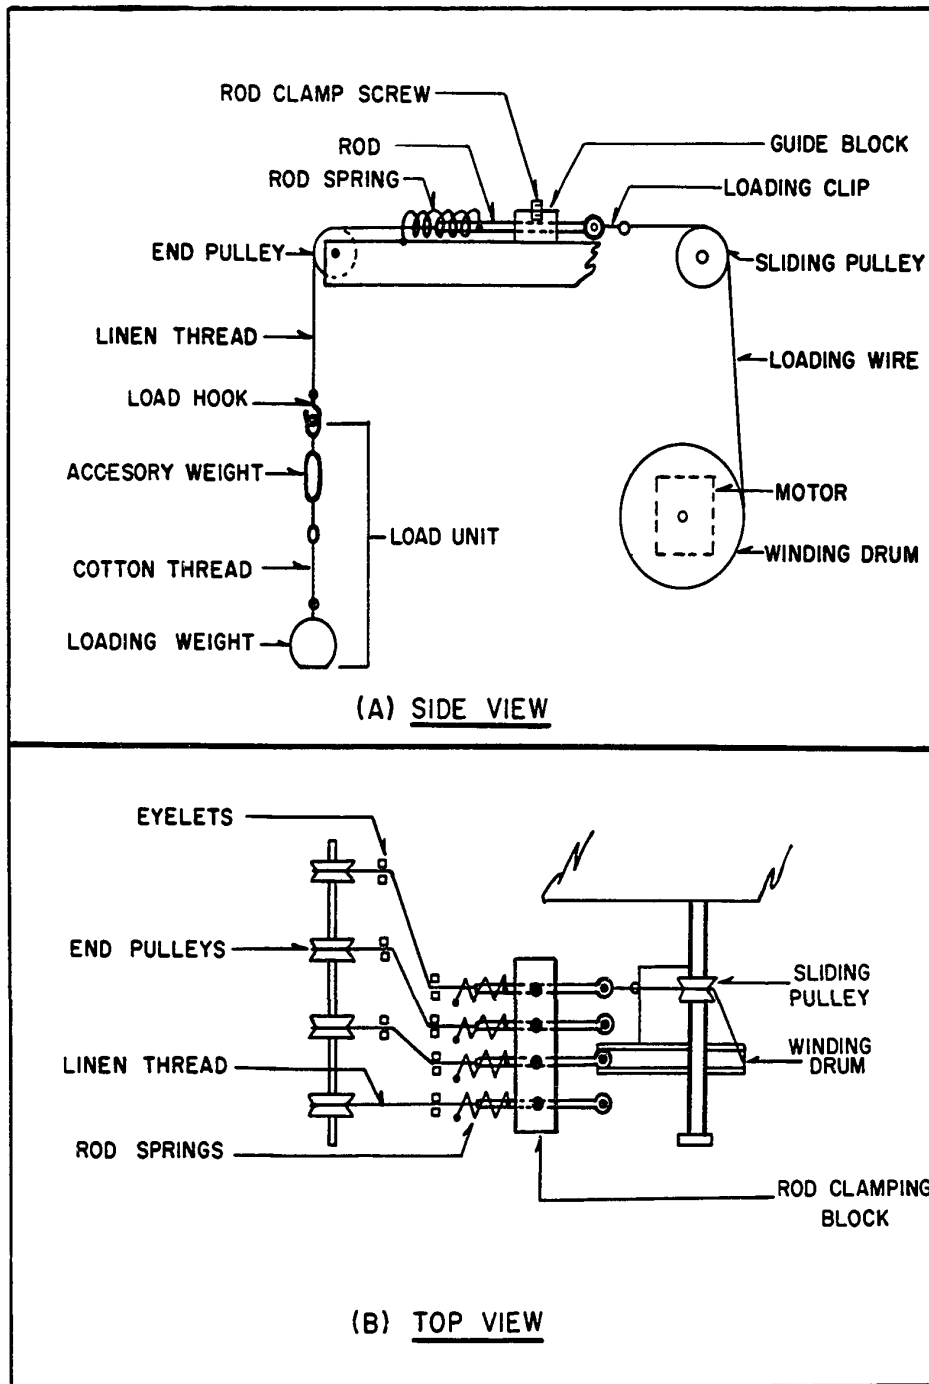 ROD CLAMP SCREW
ROD
GUIDE BLOCK
ROD SPRING
LOADING CLIP
END PULLEY
SLIDING PULLEY
LINEN THREAD
LOADING WIRE
LOAD HOOK
ACCESORY WEIGHT
MOTOR
LOAD UNIT
WINDING DRUM
COTTON THREAD
LOADING WEIGHT
(A) SIDE VIEW
EYELETS
END PULLEYS
SLIDING
PULLEY
LINEN THREAD
WINDING
DRUM
ROD SPRINGS
ROD CLAMPING
BLOCK
(B) TOP VIEW